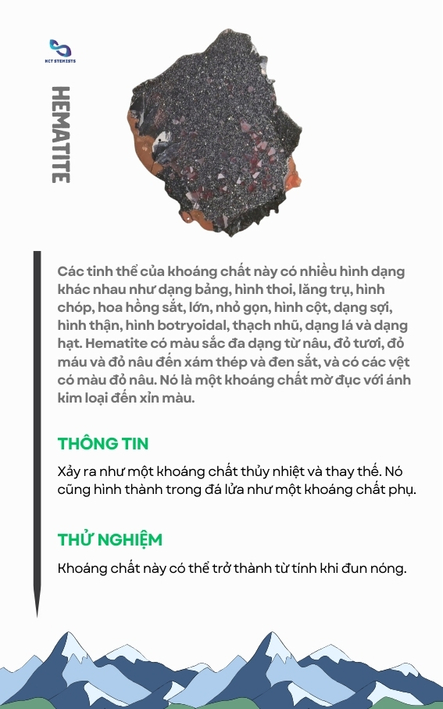 NCT STEMKITS
HEMATITE
Các tinh thể của khoáng chất này có nhiều hình dạng
khác nhau như dạng bảng, hình thoi, lăng trụ, hình
chóp, hoa hồng sắt, lớn, nhỏ gọn, hình cột, dạng sợi,
hình thận, hình botryoidal, thạch nhũ, dạng lá và dạng
hạt. Hematite có màu sắc đa dạng từ nâu, đỏ tươi, đỏ
máu và đỏ nâu đến xám thép và đen sắt, và có các vệt
có màu đỏ nâu. Nó là một khoáng chất mờ đục với ánh
kim loại đến xỉn màu.
THÔNG TIN
Xảy ra như một khoáng chất thủy nhiệt và thay thế. Nó
cũng hình thành trong đá lửa như một khoáng chất phụ.
THỬ NGHIỆM
Khoáng chất này có thể trở thành từ tính khi đun nóng.